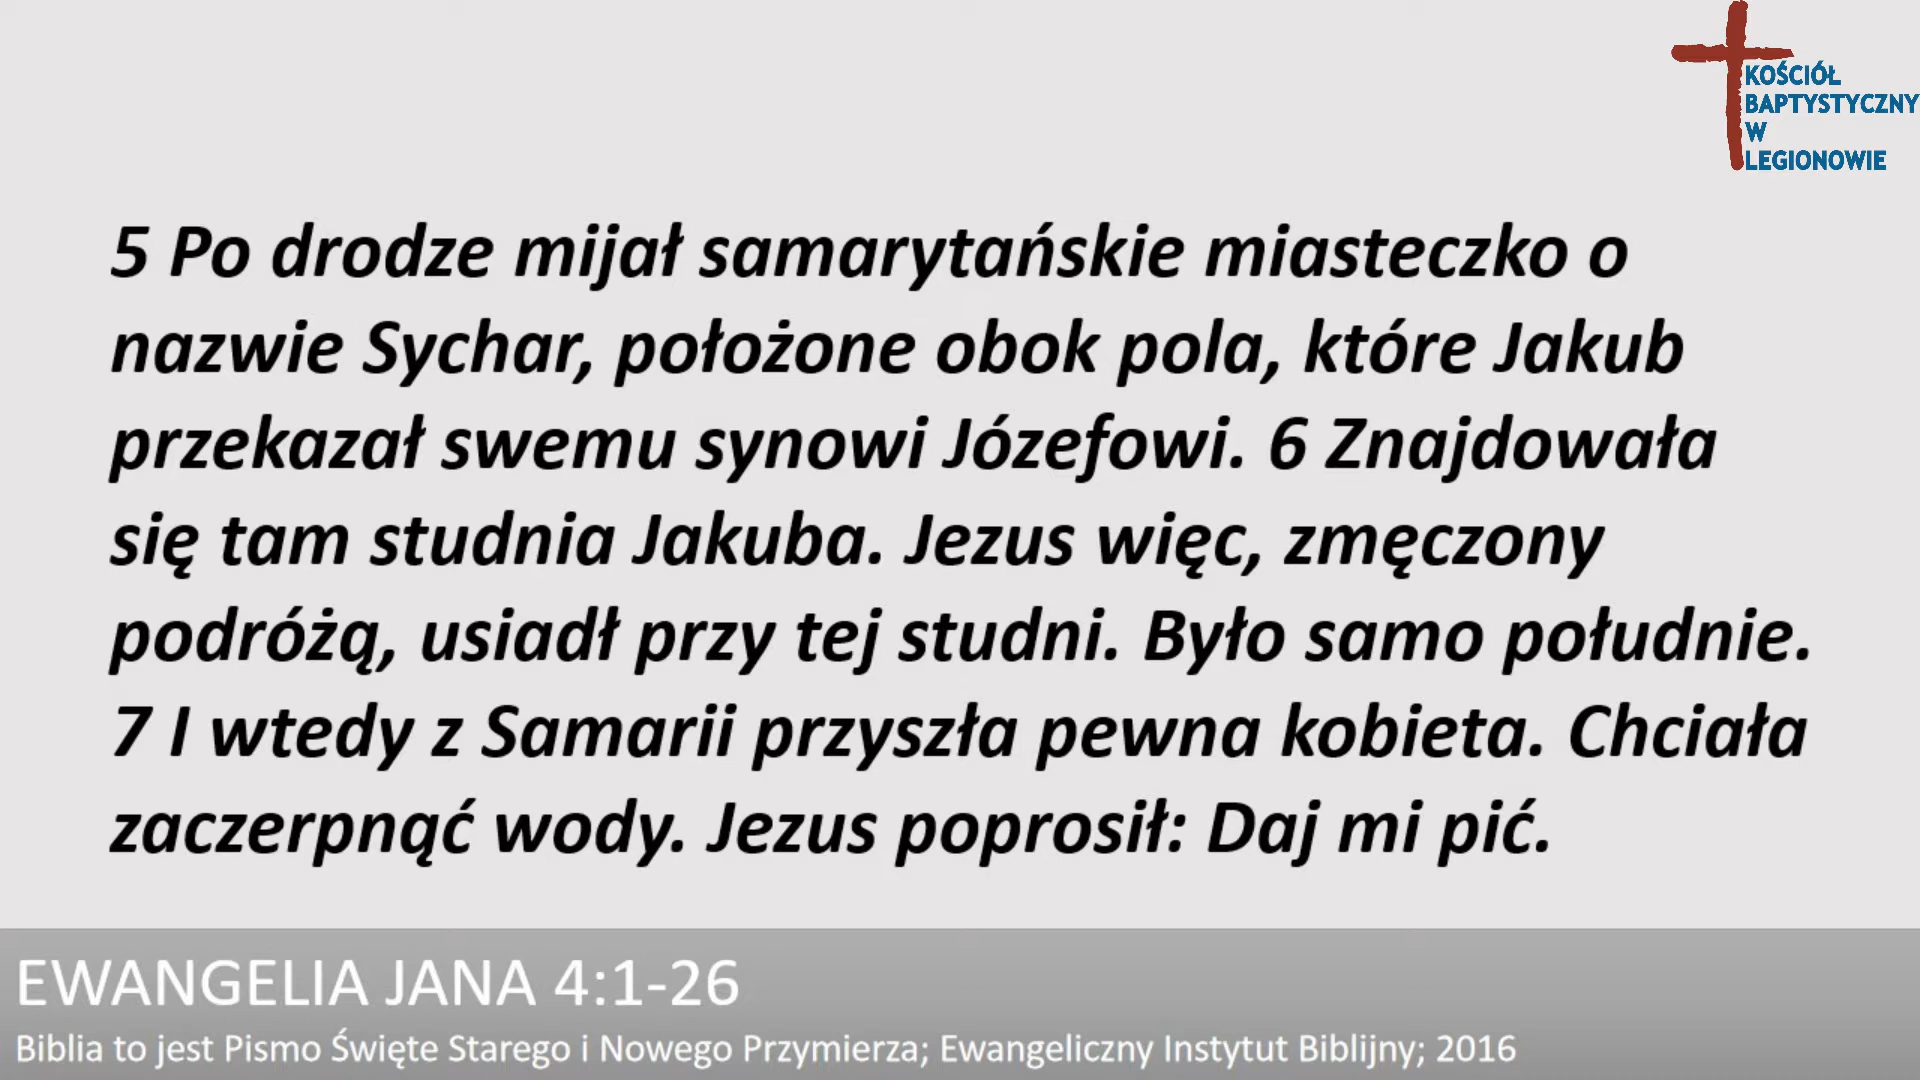 KOŚCIÓŁ
BAPTYSTYCZNY
W
LEGIONOWIE
5 Po drodze mijał samarytańskie miasteczko o
nazwie Sychar, położone obok pola, które Jakub
przekazał swemu synowi Józefowi. 6 Znajdowała
się tam studnia Jakuba. Jezus więc, zmęczony
podróżą, usiadł przy tej studni. Było samo południe.
7 I wtedy z Samarii przyszła pewna kobieta. Chciała
zaczerpnąć wody. Jezus poprosił: Daj mi pić.
EWANGELIA JANA 4:1-26
Biblia to jest Pismo Święte Starego i Nowego Przymierza; Ewangeliczny Instytut Biblijny; 2016